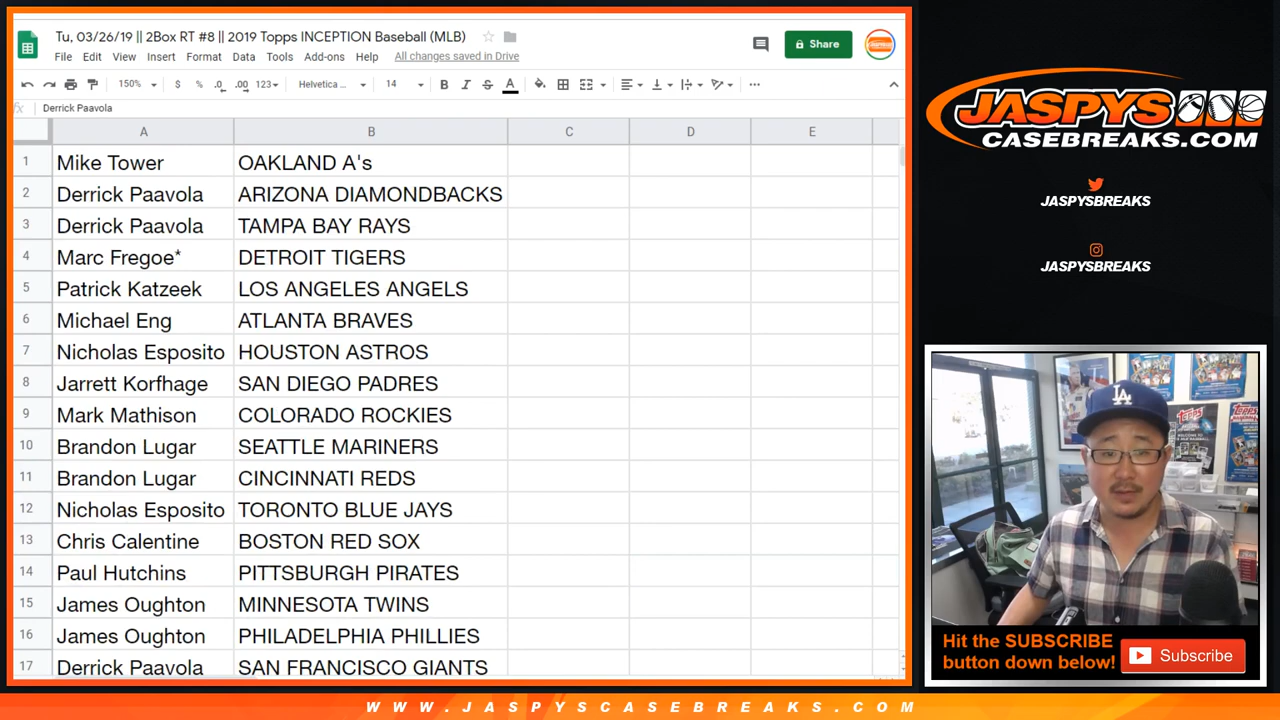 Tu, 03/26/19 || 2Box RT #8 || 2019 Topps INCEPTION Baseball (MLB)
File Edit View Insert Format Data Tools Add-ons Help All changes saved in Drive
Share
150% $ % .0 .00 123 Helvetica ... 14 B I S A
fx Derrick Paavola
A B C D E
1 Mike Tower OAKLAND A's
2 Derrick Paavola ARIZONA DIAMONDBACKS
3 Derrick Paavola TAMPA BAY RAYS
4 Marc Fregoe* DETROIT TIGERS
5 Patrick Katzeek LOS ANGELES ANGELS
6 Michael Eng ATLANTA BRAVES
7 Nicholas Esposito HOUSTON ASTROS
8 Jarrett Korfhage SAN DIEGO PADRES
9 Mark Mathison COLORADO ROCKIES
10 Brandon Lugar SEATTLE MARINERS
11 Brandon Lugar CINCINNATI REDS
12 Nicholas Esposito TORONTO BLUE JAYS
13 Chris Calentine BOSTON RED SOX
14 Paul Hutchins PITTSBURGH PIRATES
15 James Oughton MINNESOTA TWINS
16 James Oughton PHILADELPHIA PHILLIES
17 Derrick Paavola SAN FRANCISCO GIANTS
JASPYS
CASEBREAKS.COM
JASPYSBREAKS
JASPYSBREAKS
LA
Topps
Hit the SUBSCRIBE
button down below!
Subscribe
WWW.JASPYSCASEBREAKS.COM